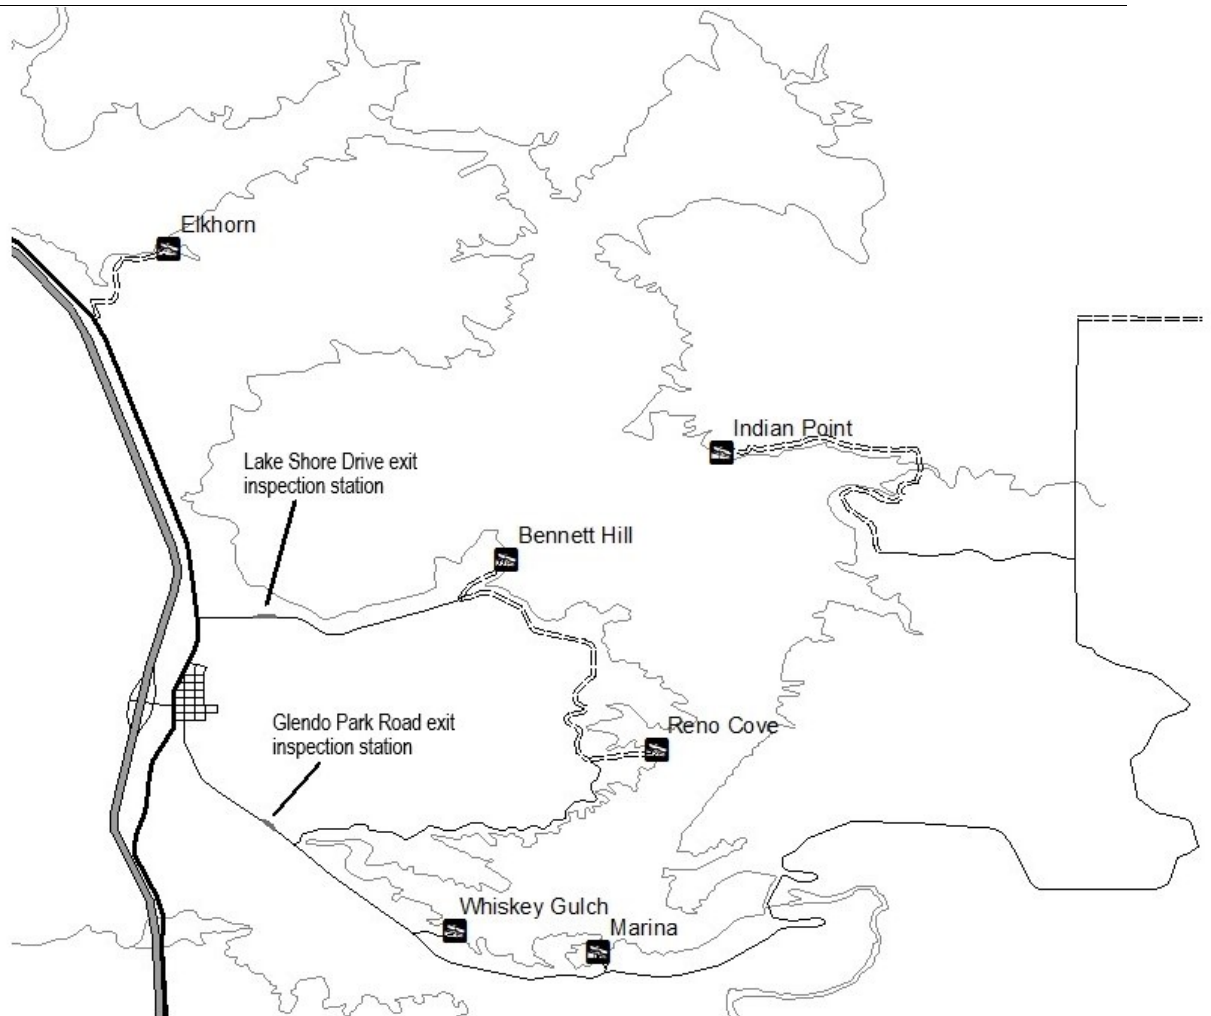 Elkhorn
Indian Point
Lake Shore Drive exit
inspection station
Bennett Hill
Glendo Park Road exit
inspection station
Reno Cove
Whiskey Gulch
Marina